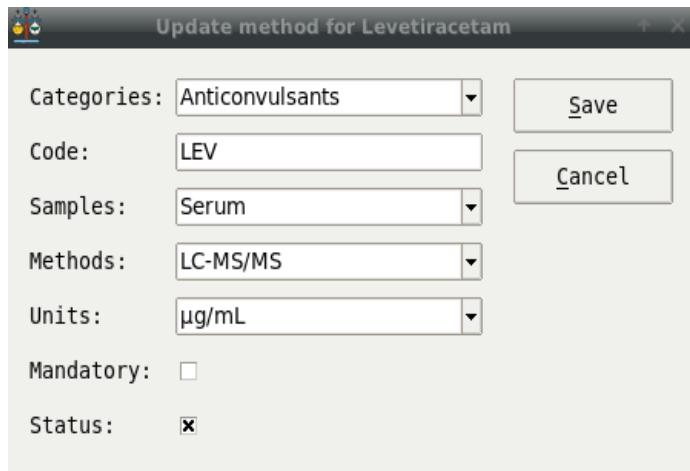 Update method for Levetiracetam
Categories: Anticonvulsants
Save
Code: LEV
Cancel
Samples: Serum
Methods: LC-MS/MS
Units: µg/mL
Mandatory:
Status: